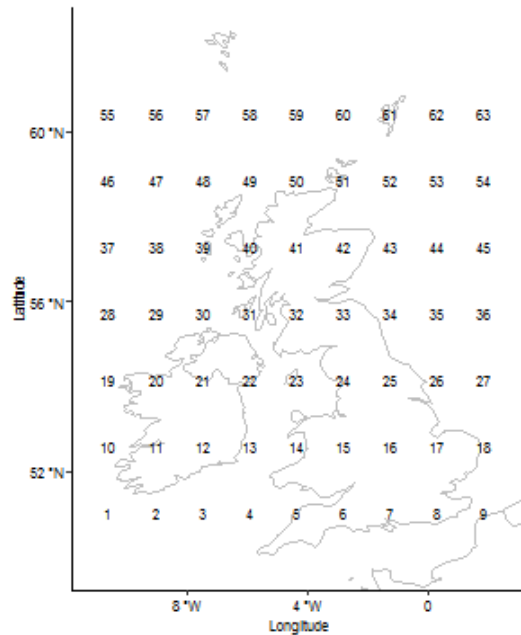 55 56 57 58 59 60 61 62 63
60 °N
46 47 48 49 50 51 52 53 54
37 38 39 40 41 42 43 44 45
Latitude
56 °N
28 29 30 31 32 33 34 35 36
19 20 21 22 23 24 25 26 27
10 11 12 13 14 15 16 17 18
52 °N
1 2 3 4 5 6 7 8 9
8 °W 4 °W 0
Longitude